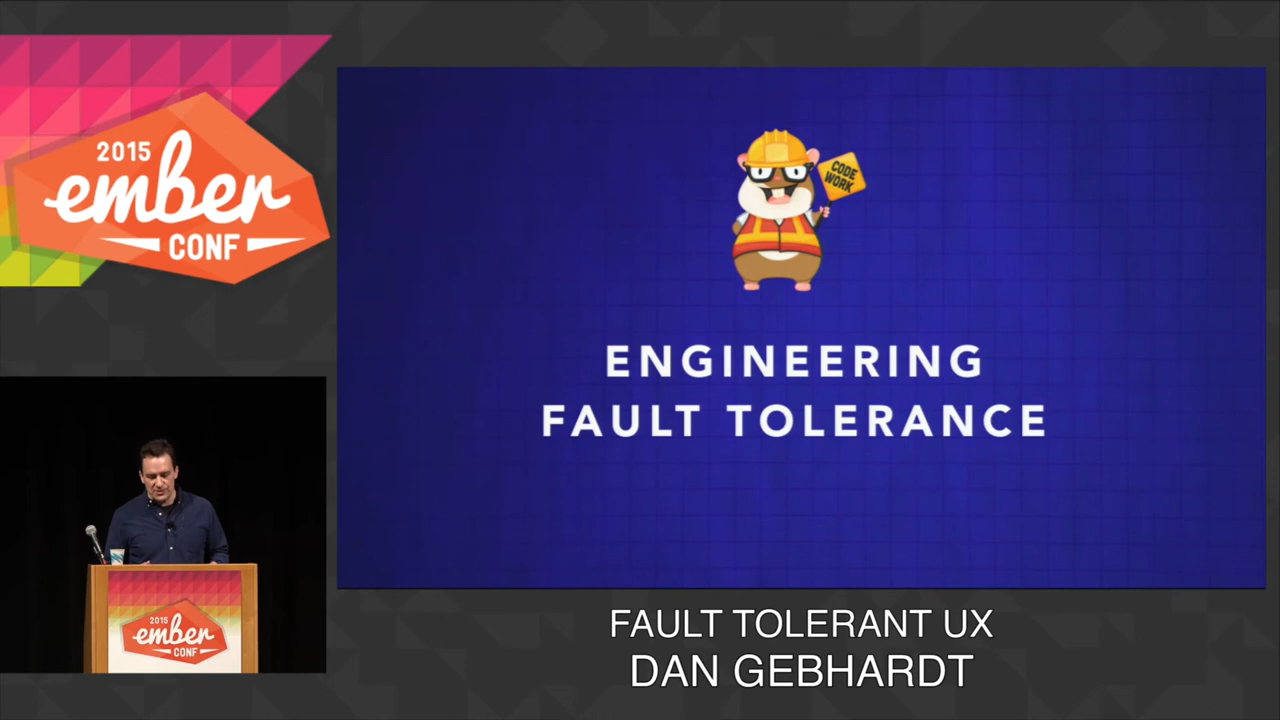 2015
ember
CONF
CODE
WORK
ENGINEERING
FAULT TOLERANCE
2015
ember
CONF
FAULT TOLERANT UX
DAN GEBHARDT